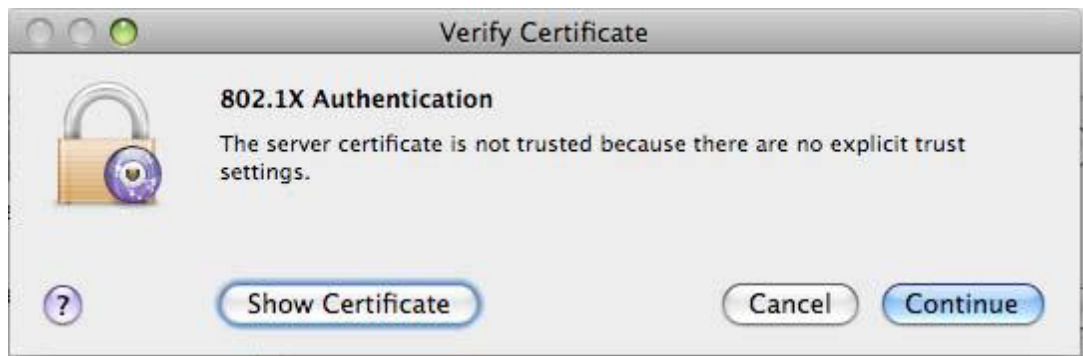 Verify Certificate
802.1X Authentication
The server certificate is not trusted because there are no explicit trust
settings.
?
Show Certificate
Cancel
Continue